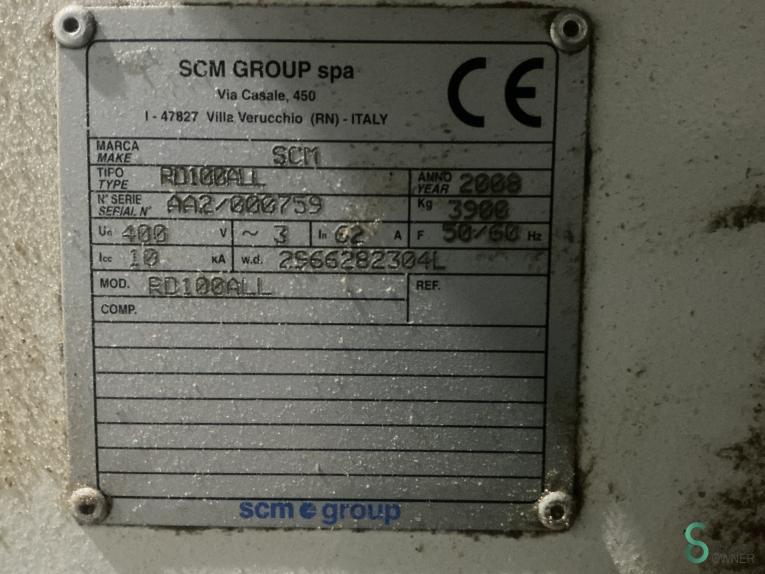 SCM GROUP spa
Via Casale, 450
I - 47827 Villa Verucchio (RN) - ITALY
CE
MARCA MAKE SCM
TIPO TYPE RD100ALL ANNO YEAR 2008
N° SERIE SERIAL N° AA2/000759 Kg 3900
Un 400 V ~ 3 In 62 A F 50/60 Hz
Icc 10 kA w.d. 2S66282304L
MOD. RD100ALL REF.
COMP.
scm group
S OWNER